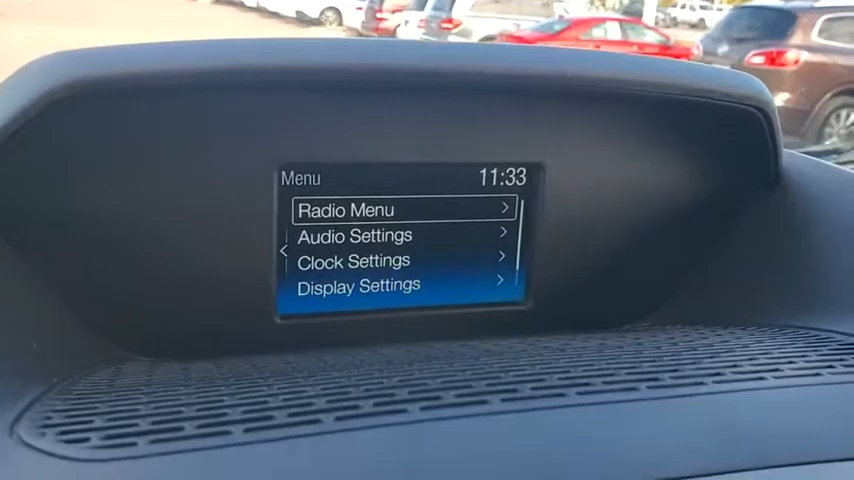 Menu 11:33
Radio Menu >
Audio Settings >
Clock Settings >
Display Settings >